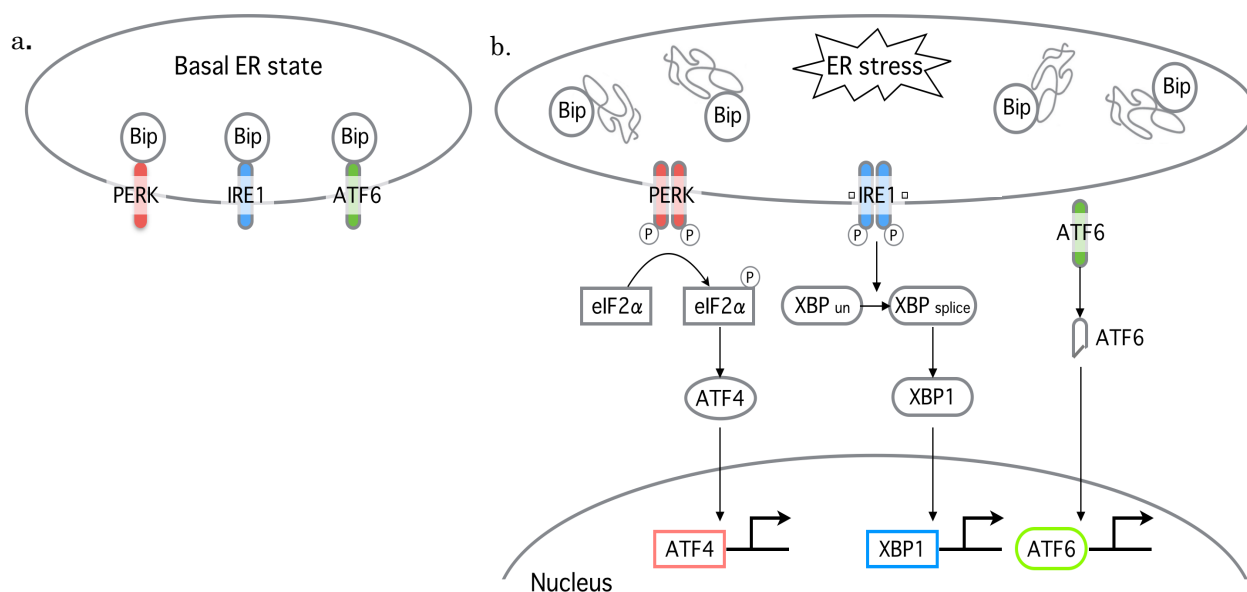 a.
Basal ER state
Bip Bip Bip
PERK IRE1 ATF6
b.
ER stress
Bip Bip Bip Bip
PERK IRE1 ATF6
P P P P
eIF2α eIF2α P XBP un XBP splice ATF6
ATF4 XBP1
ATF4 XBP1 ATF6
Nucleus